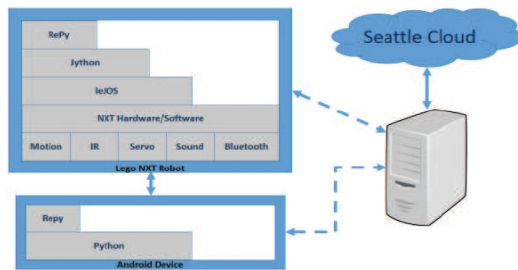 RePy
Jython
leJOS
NXT Hardware/Software
Motion IR Servo Sound Bluetooth
Lego NXT Robot
Seattle Cloud
Repy
Python
Android Device